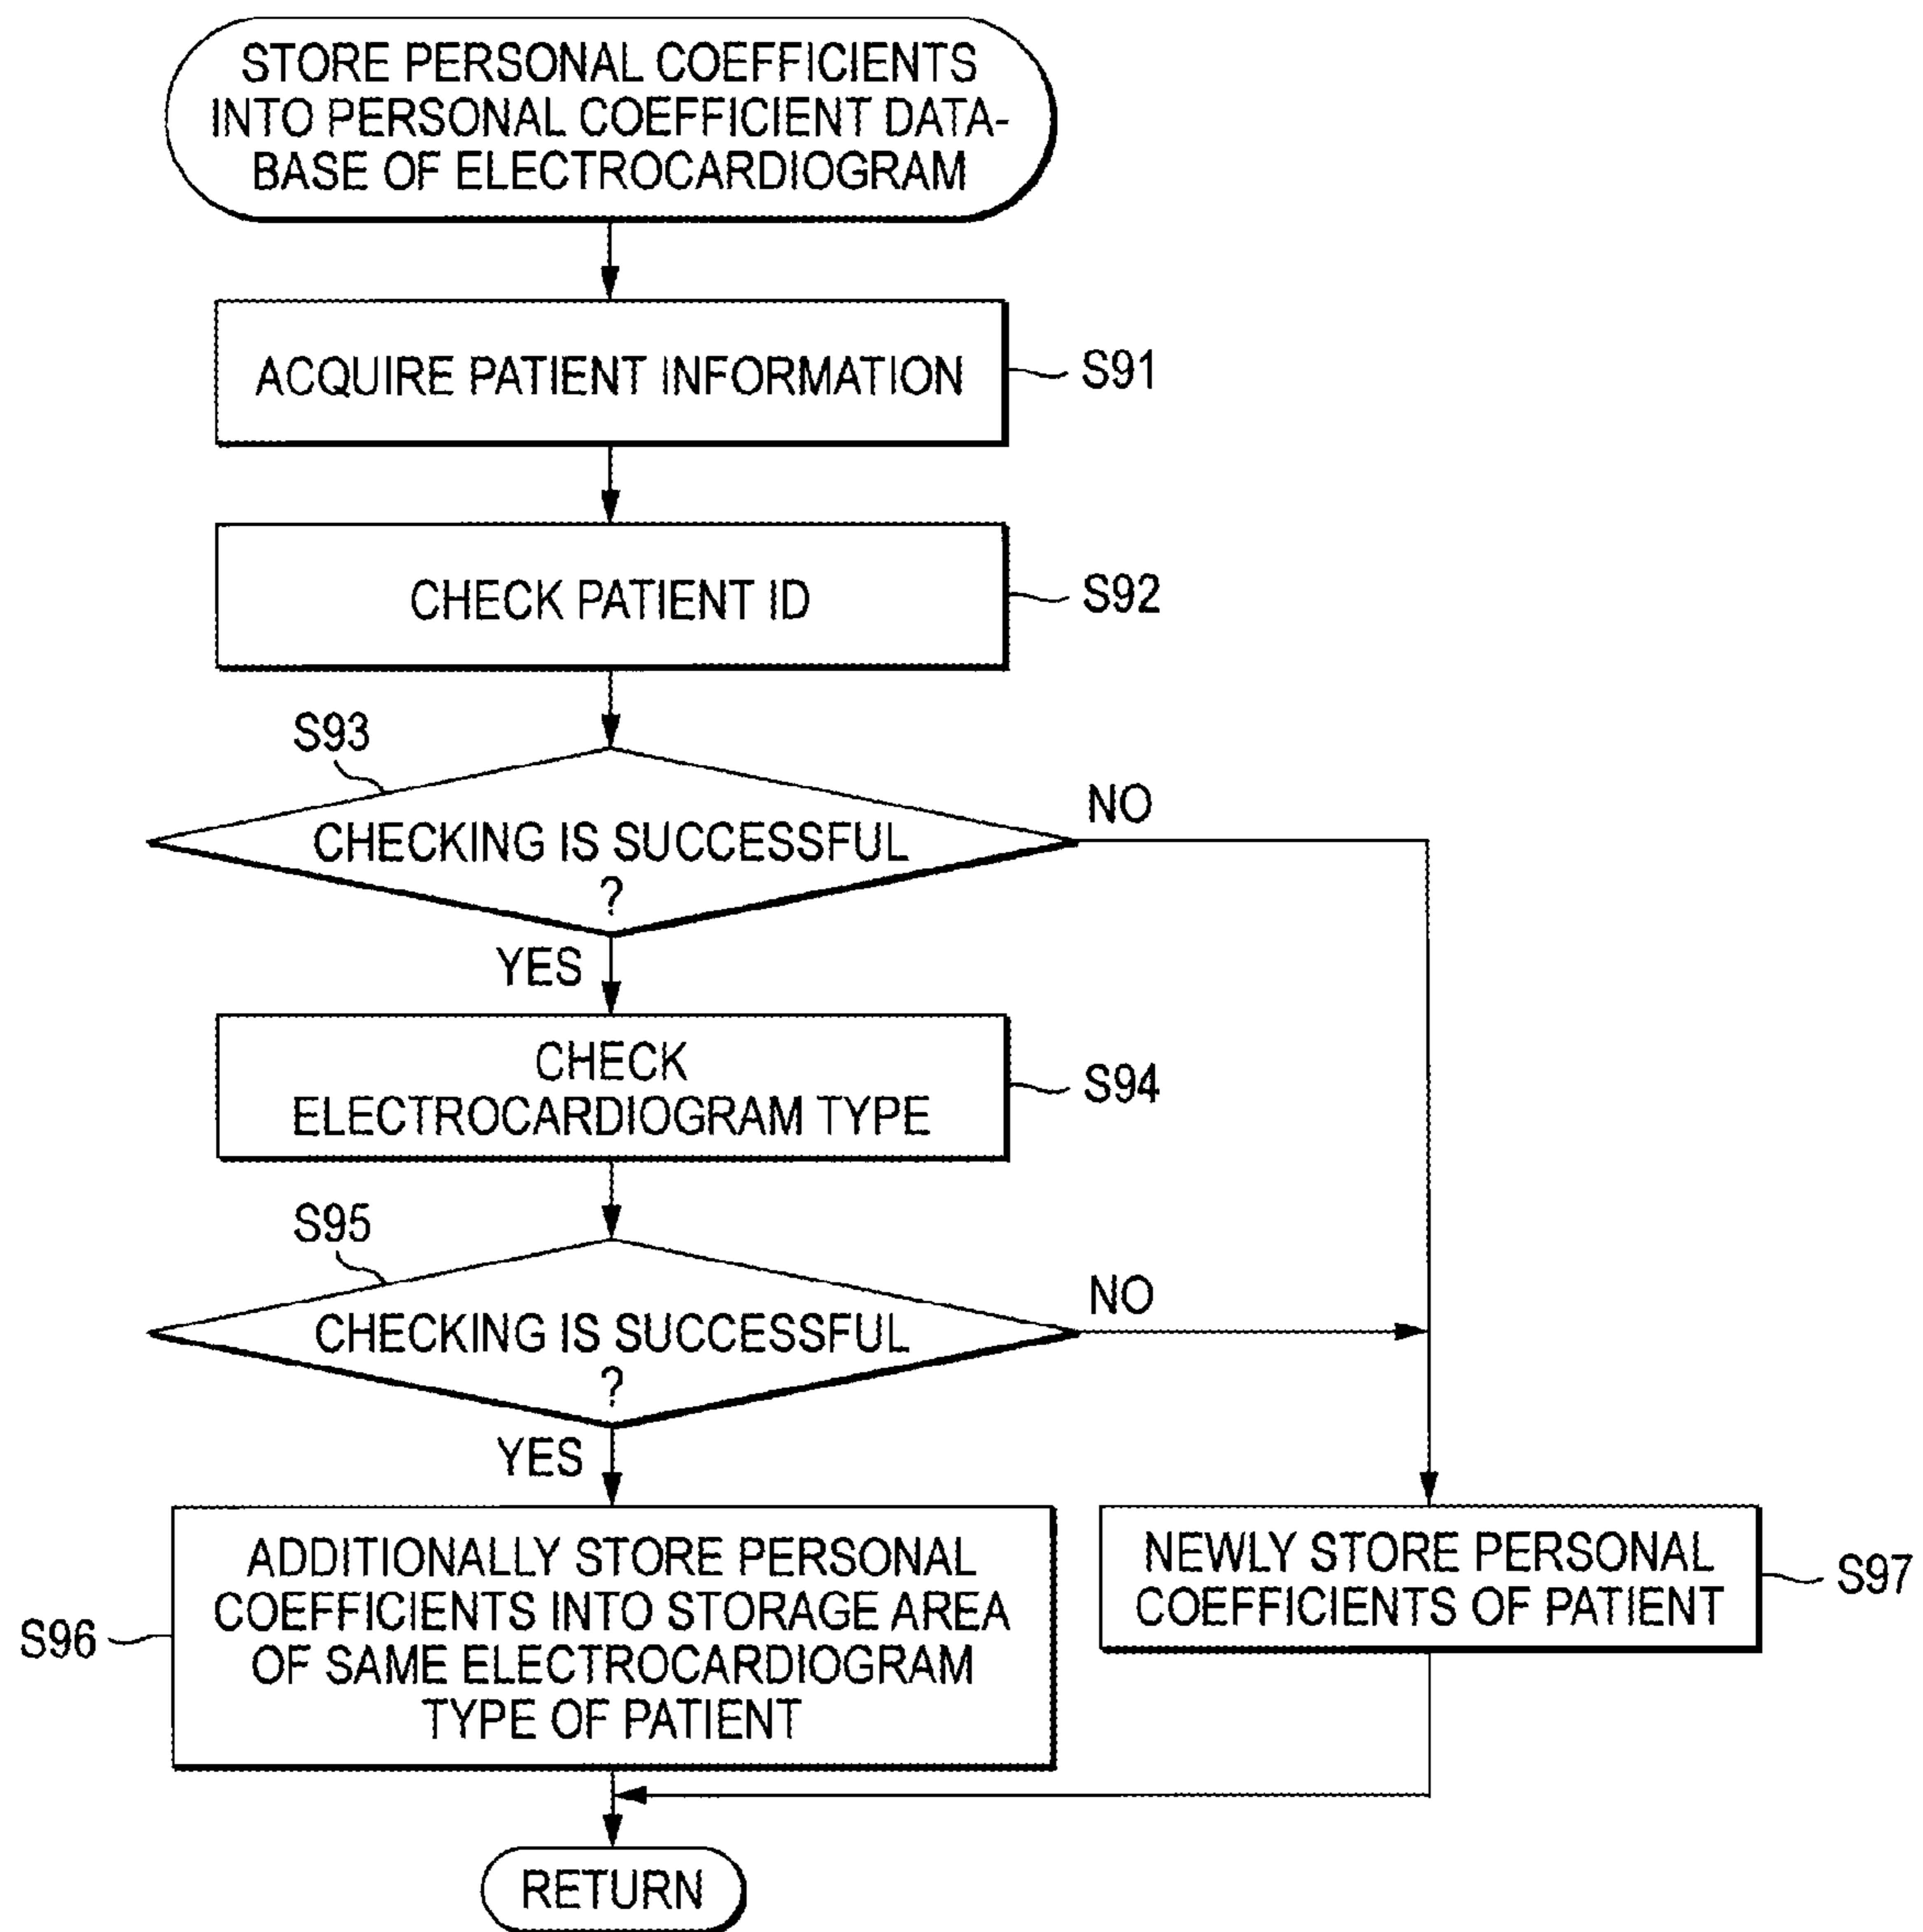 STORE PERSONAL COEFFICIENTS
INTO PERSONAL COEFFICIENT DATA-
BASE OF ELECTROCARDIOGRAM
ACQUIRE PATIENT INFORMATION
S91
CHECK PATIENT ID
S92
S93
CHECKING IS SUCCESSFUL
?
NO
YES
CHECK
ELECTROCARDIOGRAM TYPE
S94
S95
CHECKING IS SUCCESSFUL
?
NO
YES
S96
ADDITIONALLY STORE PERSONAL
COEFFICIENTS INTO STORAGE AREA
OF SAME ELECTROCARDIOGRAM
TYPE OF PATIENT
NEWLY STORE PERSONAL
COEFFICIENTS OF PATIENT
S97
RETURN